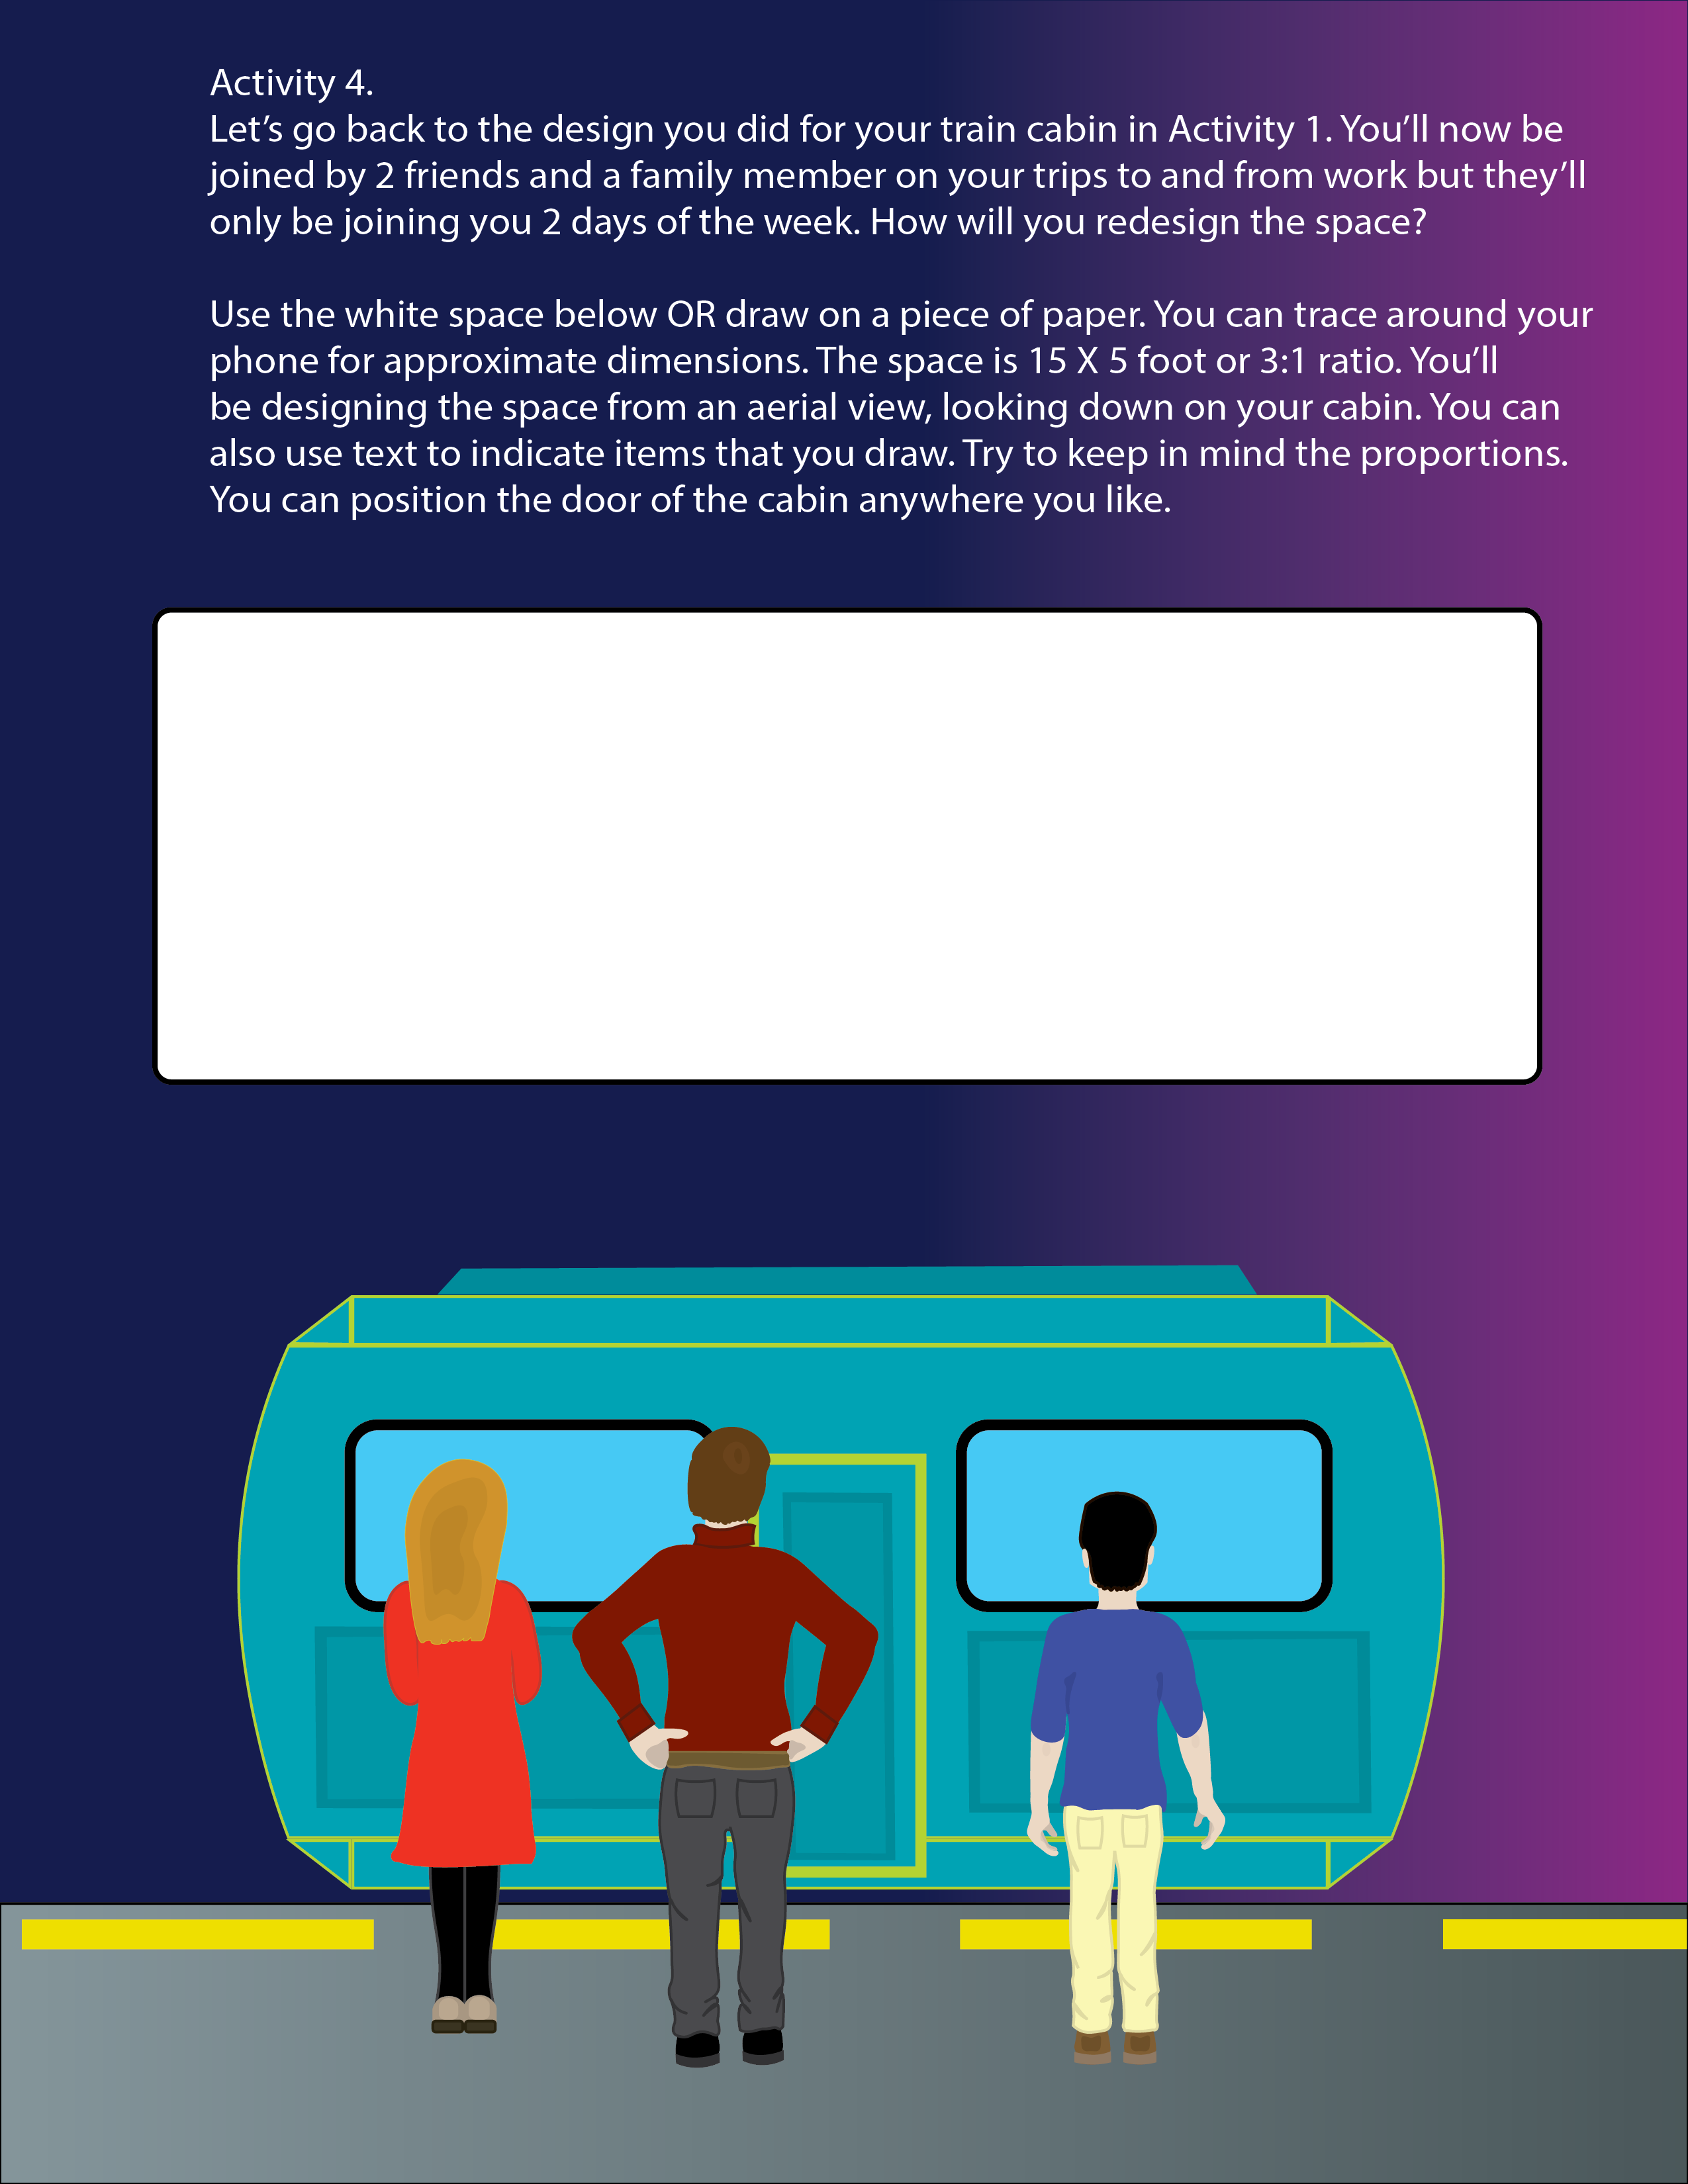 Activity 4.
Let’s go back to the design you did for your train cabin in Activity 1. You’ll now be
joined by 2 friends and a family member on your trips to and from work but they’ll
only be joining you 2 days of the week. How will you redesign the space?
Use the white space below OR draw on a piece of paper. You can trace around your
phone for approximate dimensions. The space is 15 X 5 foot or 3:1 ratio. You’ll
be designing the space from an aerial view, looking down on your cabin. You can
also use text to indicate items that you draw. Try to keep in mind the proportions.
You can position the door of the cabin anywhere you like.